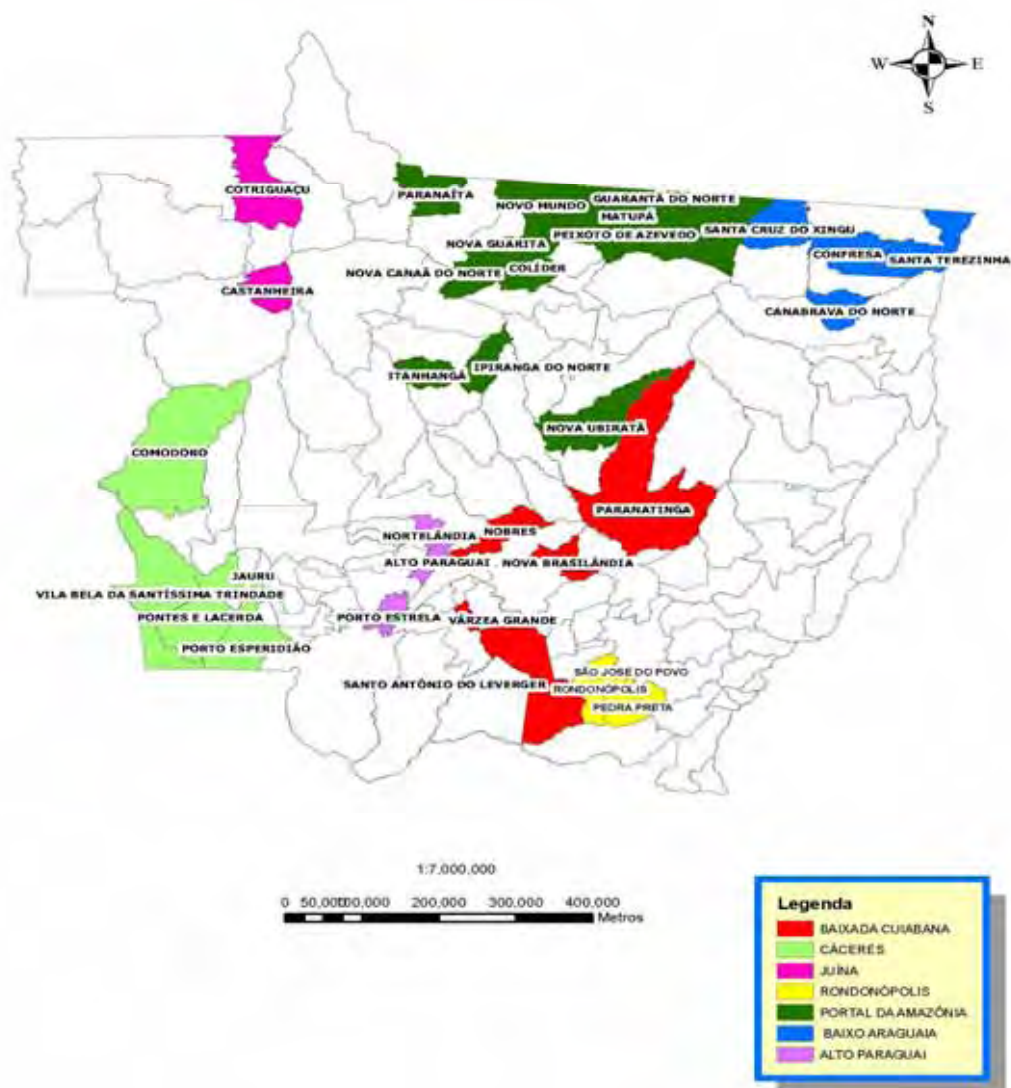 N
W E
S
COTRIGUAÇU
PARANAÍTA
NOVO MUNDO
GUARANTÃ DO NORTE
MATUPÁ
PEIXOTO DE AZEVEDO
SANTA CRUZ DO XINGU
NOVA GUARITA
CONFRESA
SANTA TEREZINHA
NOVA CANAÃ DO NORTE
COLÍDER
CASTANHEIRA
CANABRAVA DO NORTE
ITANHANGÁ
IPIRANGA DO NORTE
NOVA UBIRATÃ
COMODORO
PARANATINGA
NORTELÂNDIA
NOBRES
ALTO PARAGUAI
NOVA BRASILÂNDIA
JAURU
VILA BELA DA SANTÍSSIMA TRINDADE
PONTES E LACERDA
PORTO ESTRELA
VÁRZEA GRANDE
PORTO ESPERIDIÃO
SÃO JOSE DO POVO
SANTO ANTÔNIO DO LEVERGER
RONDONÓPOLIS
PEDRA PRETA
1:7.000.000
0 50.000100.000 200.000 300.000 400.000
Metros
Legenda
BAIXADA CUIABANA
CÁCERES
JUÍNA
RONDONÓPOLIS
PORTAL DA AMAZÔNIA
BAIXO ARAGUAIA
ALTO PARAGUAI